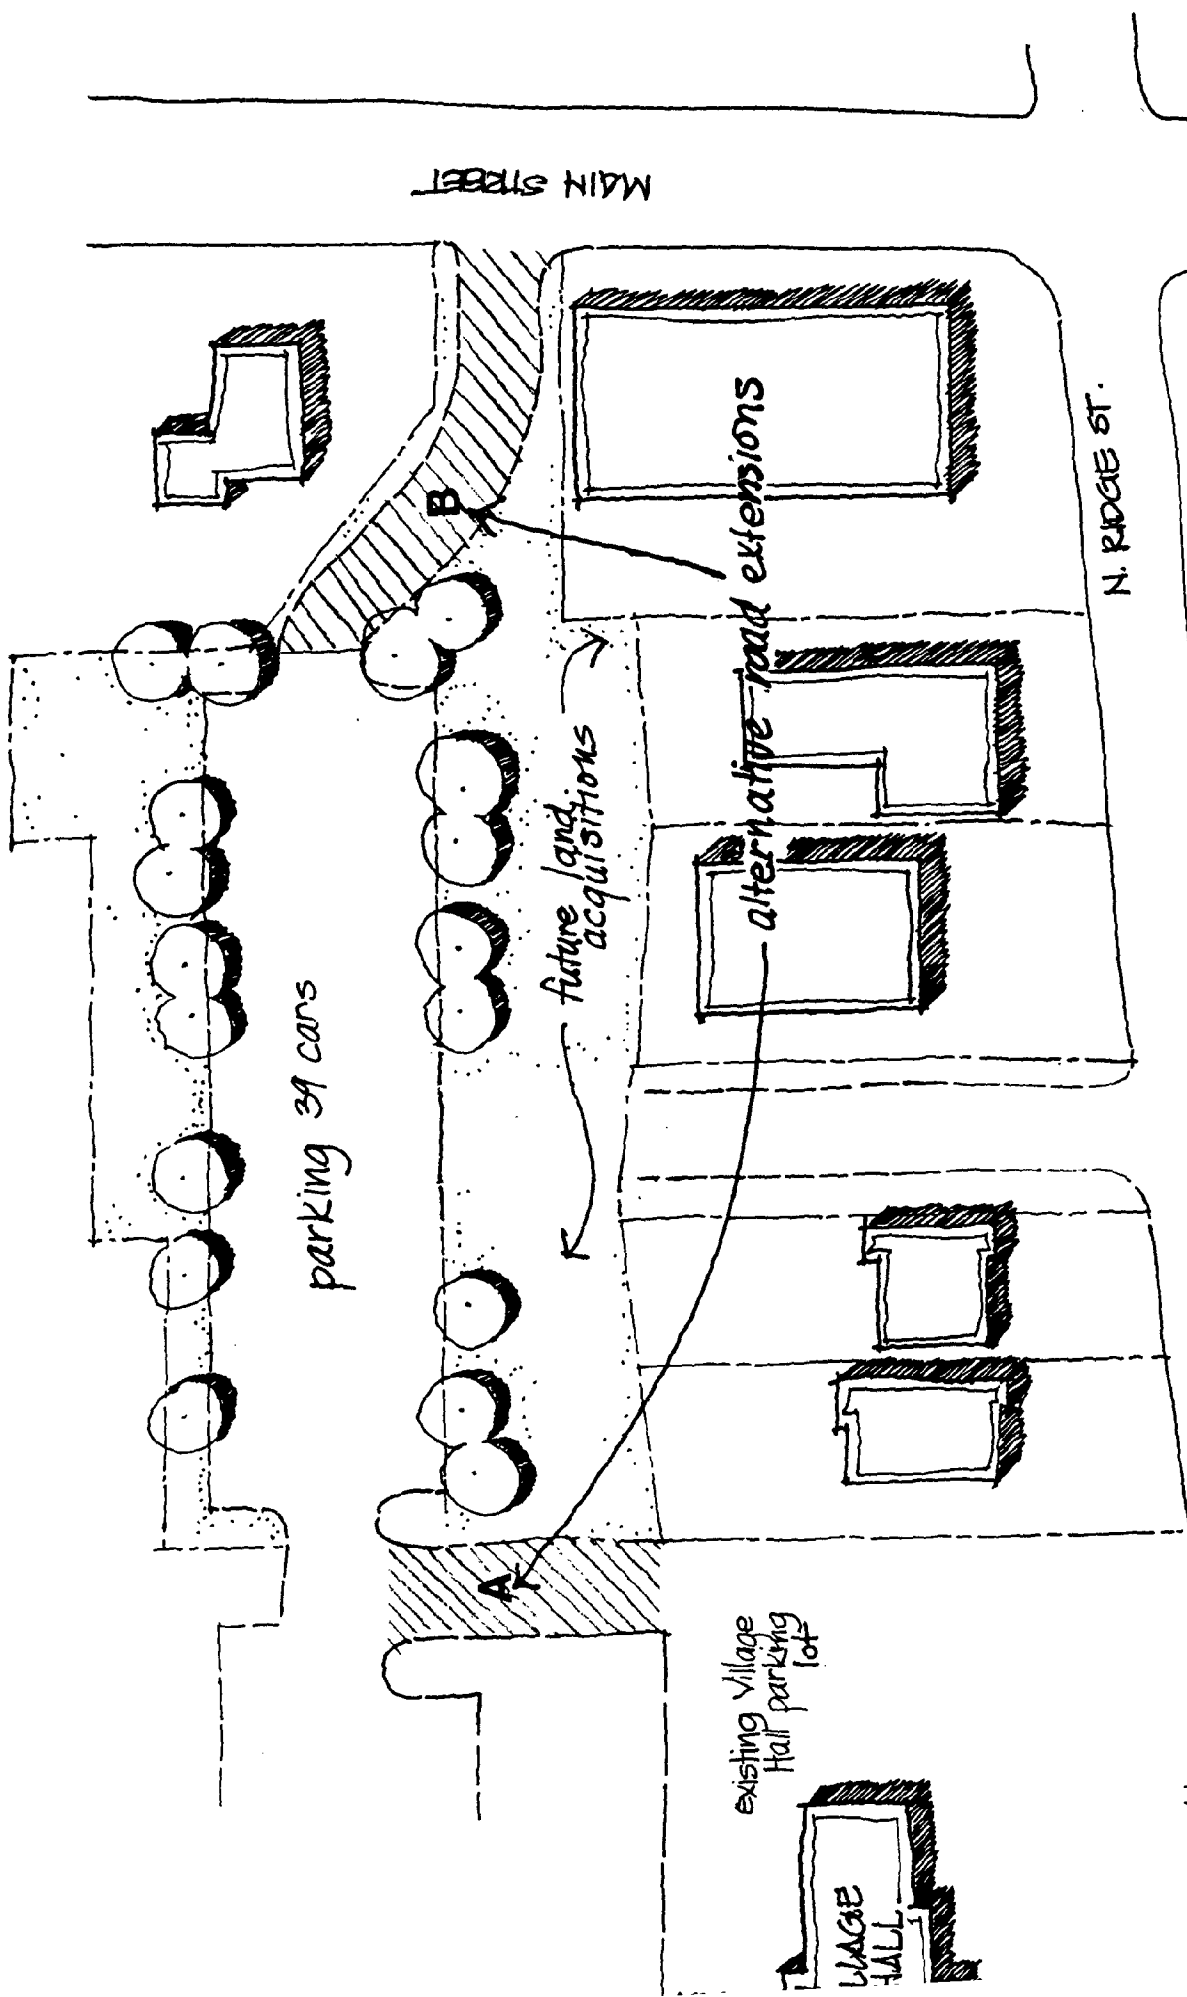 MAIN STREET
N. RIDGE ST.
B
alternative road extensions
future land
acquisitions
parking 39 cars
A
existing Village
Hall parking
lot
LLAGE
HALL